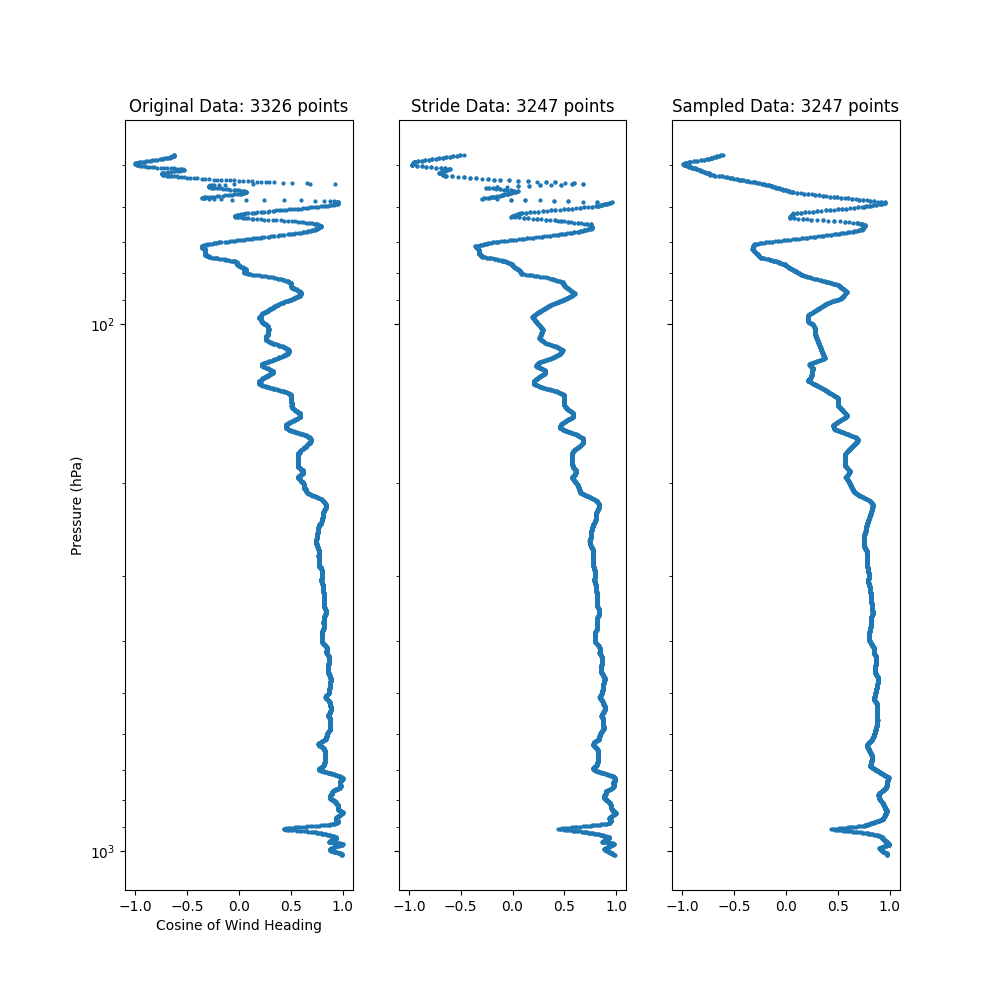 Original Data: 3326 points
Stride Data: 3247 points
Sampled Data: 3247 points
Pressure (hPa)
10²
10³
−1.0 −0.5 0.0 0.5 1.0
−1.0 −0.5 0.0 0.5 1.0
−1.0 −0.5 0.0 0.5 1.0
Cosine of Wind Heading